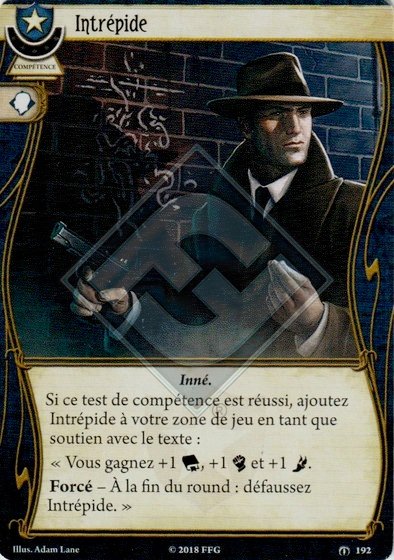 Intrépide
COMPÉTENCE
Inné.
Si ce test de compétence est réussi, ajoutez
Intrépide à votre zone de jeu en tant que
soutien avec le texte :
« Vous gagnez +1 , +1 et +1 .
Forcé – À la fin du round : défaussez
Intrépide. »
Illus. Adam Lane © 2018 FFG 192